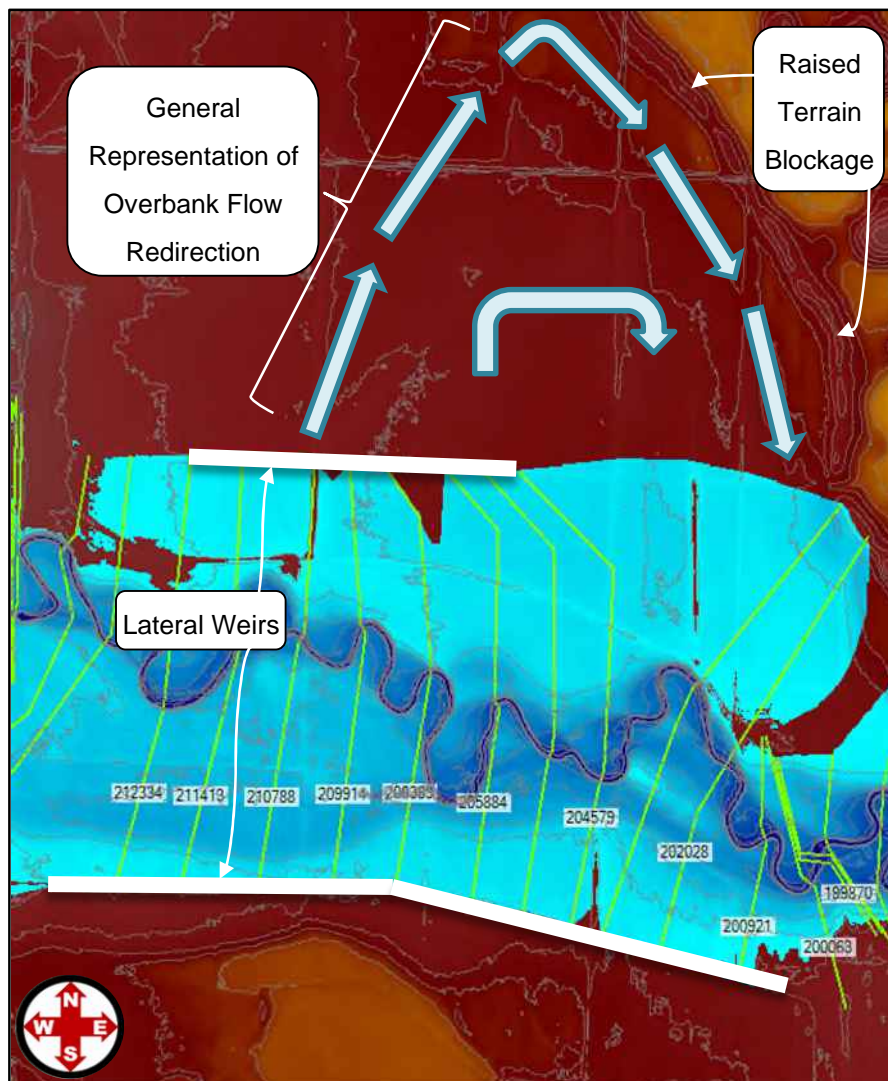 General
Representation of
Overbank Flow
Redirection
Raised
Terrain
Blockage
Lateral Weirs
212334
211413
210788
209914
205884
204579
202028
200921
200063
199870
N
W E
S